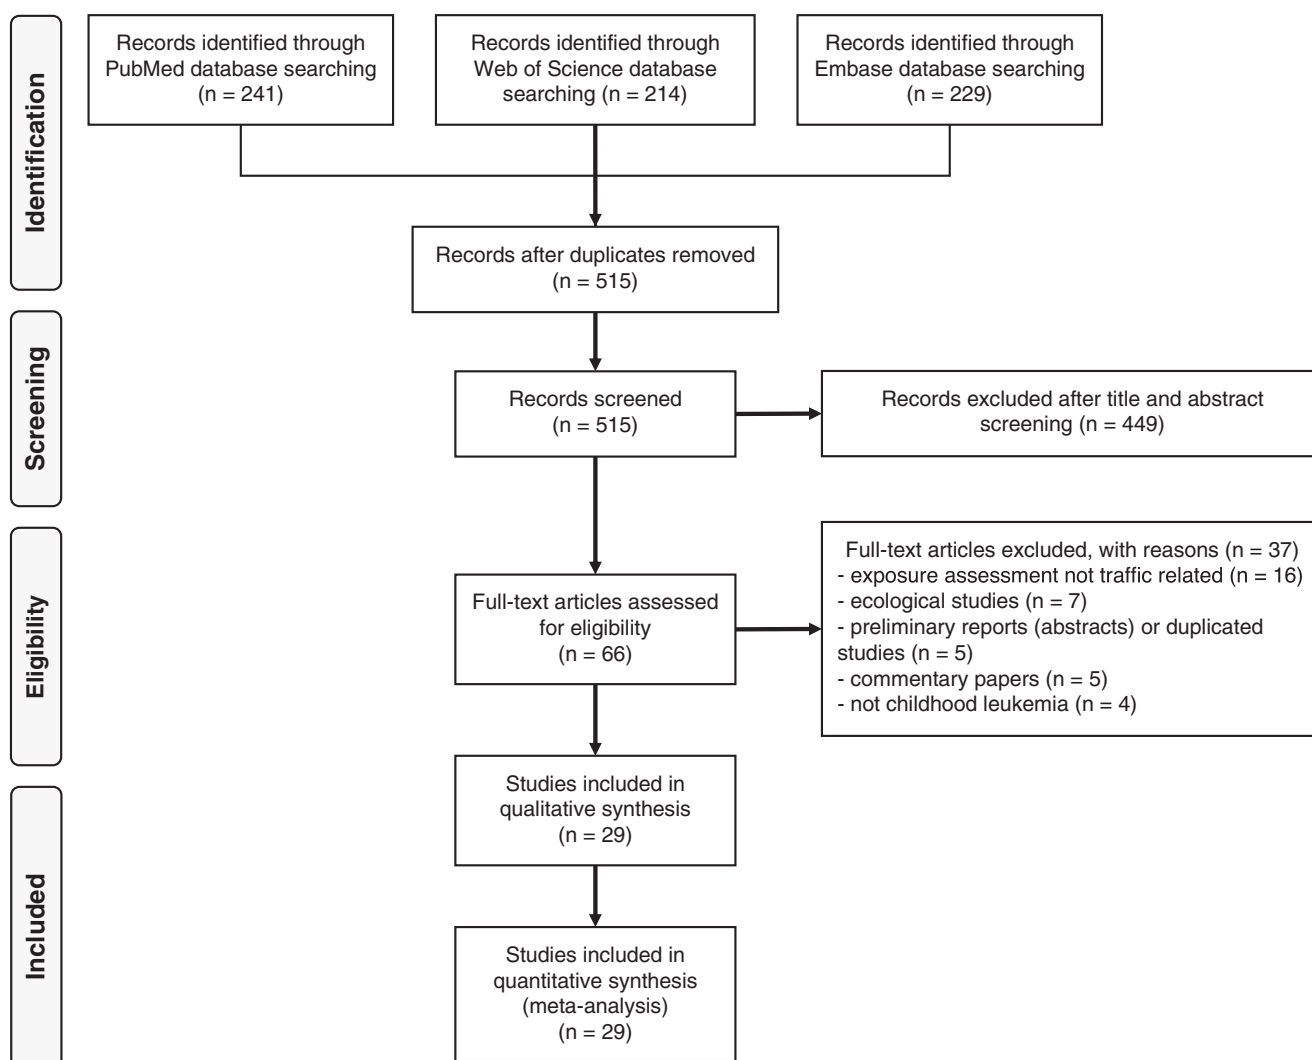 Identification
Records identified through
PubMed database searching
(n = 241)
Records identified through
Web of Science database
searching (n = 214)
Records identified through
Embase database searching
(n = 229)
Records after duplicates removed
(n = 515)
Screening
Records screened
(n = 515)
Records excluded after title and abstract
screening (n = 449)
Eligibility
Full-text articles assessed
for eligibility
(n = 66)
Full-text articles excluded, with reasons (n = 37)
- exposure assessment not traffic related (n = 16)
- ecological studies (n = 7)
- preliminary reports (abstracts) or duplicated
studies (n = 5)
- commentary papers (n = 5)
- not childhood leukemia (n = 4)
Included
Studies included in
qualitative synthesis
(n = 29)
Studies included in
quantitative synthesis
(meta-analysis)
(n = 29)